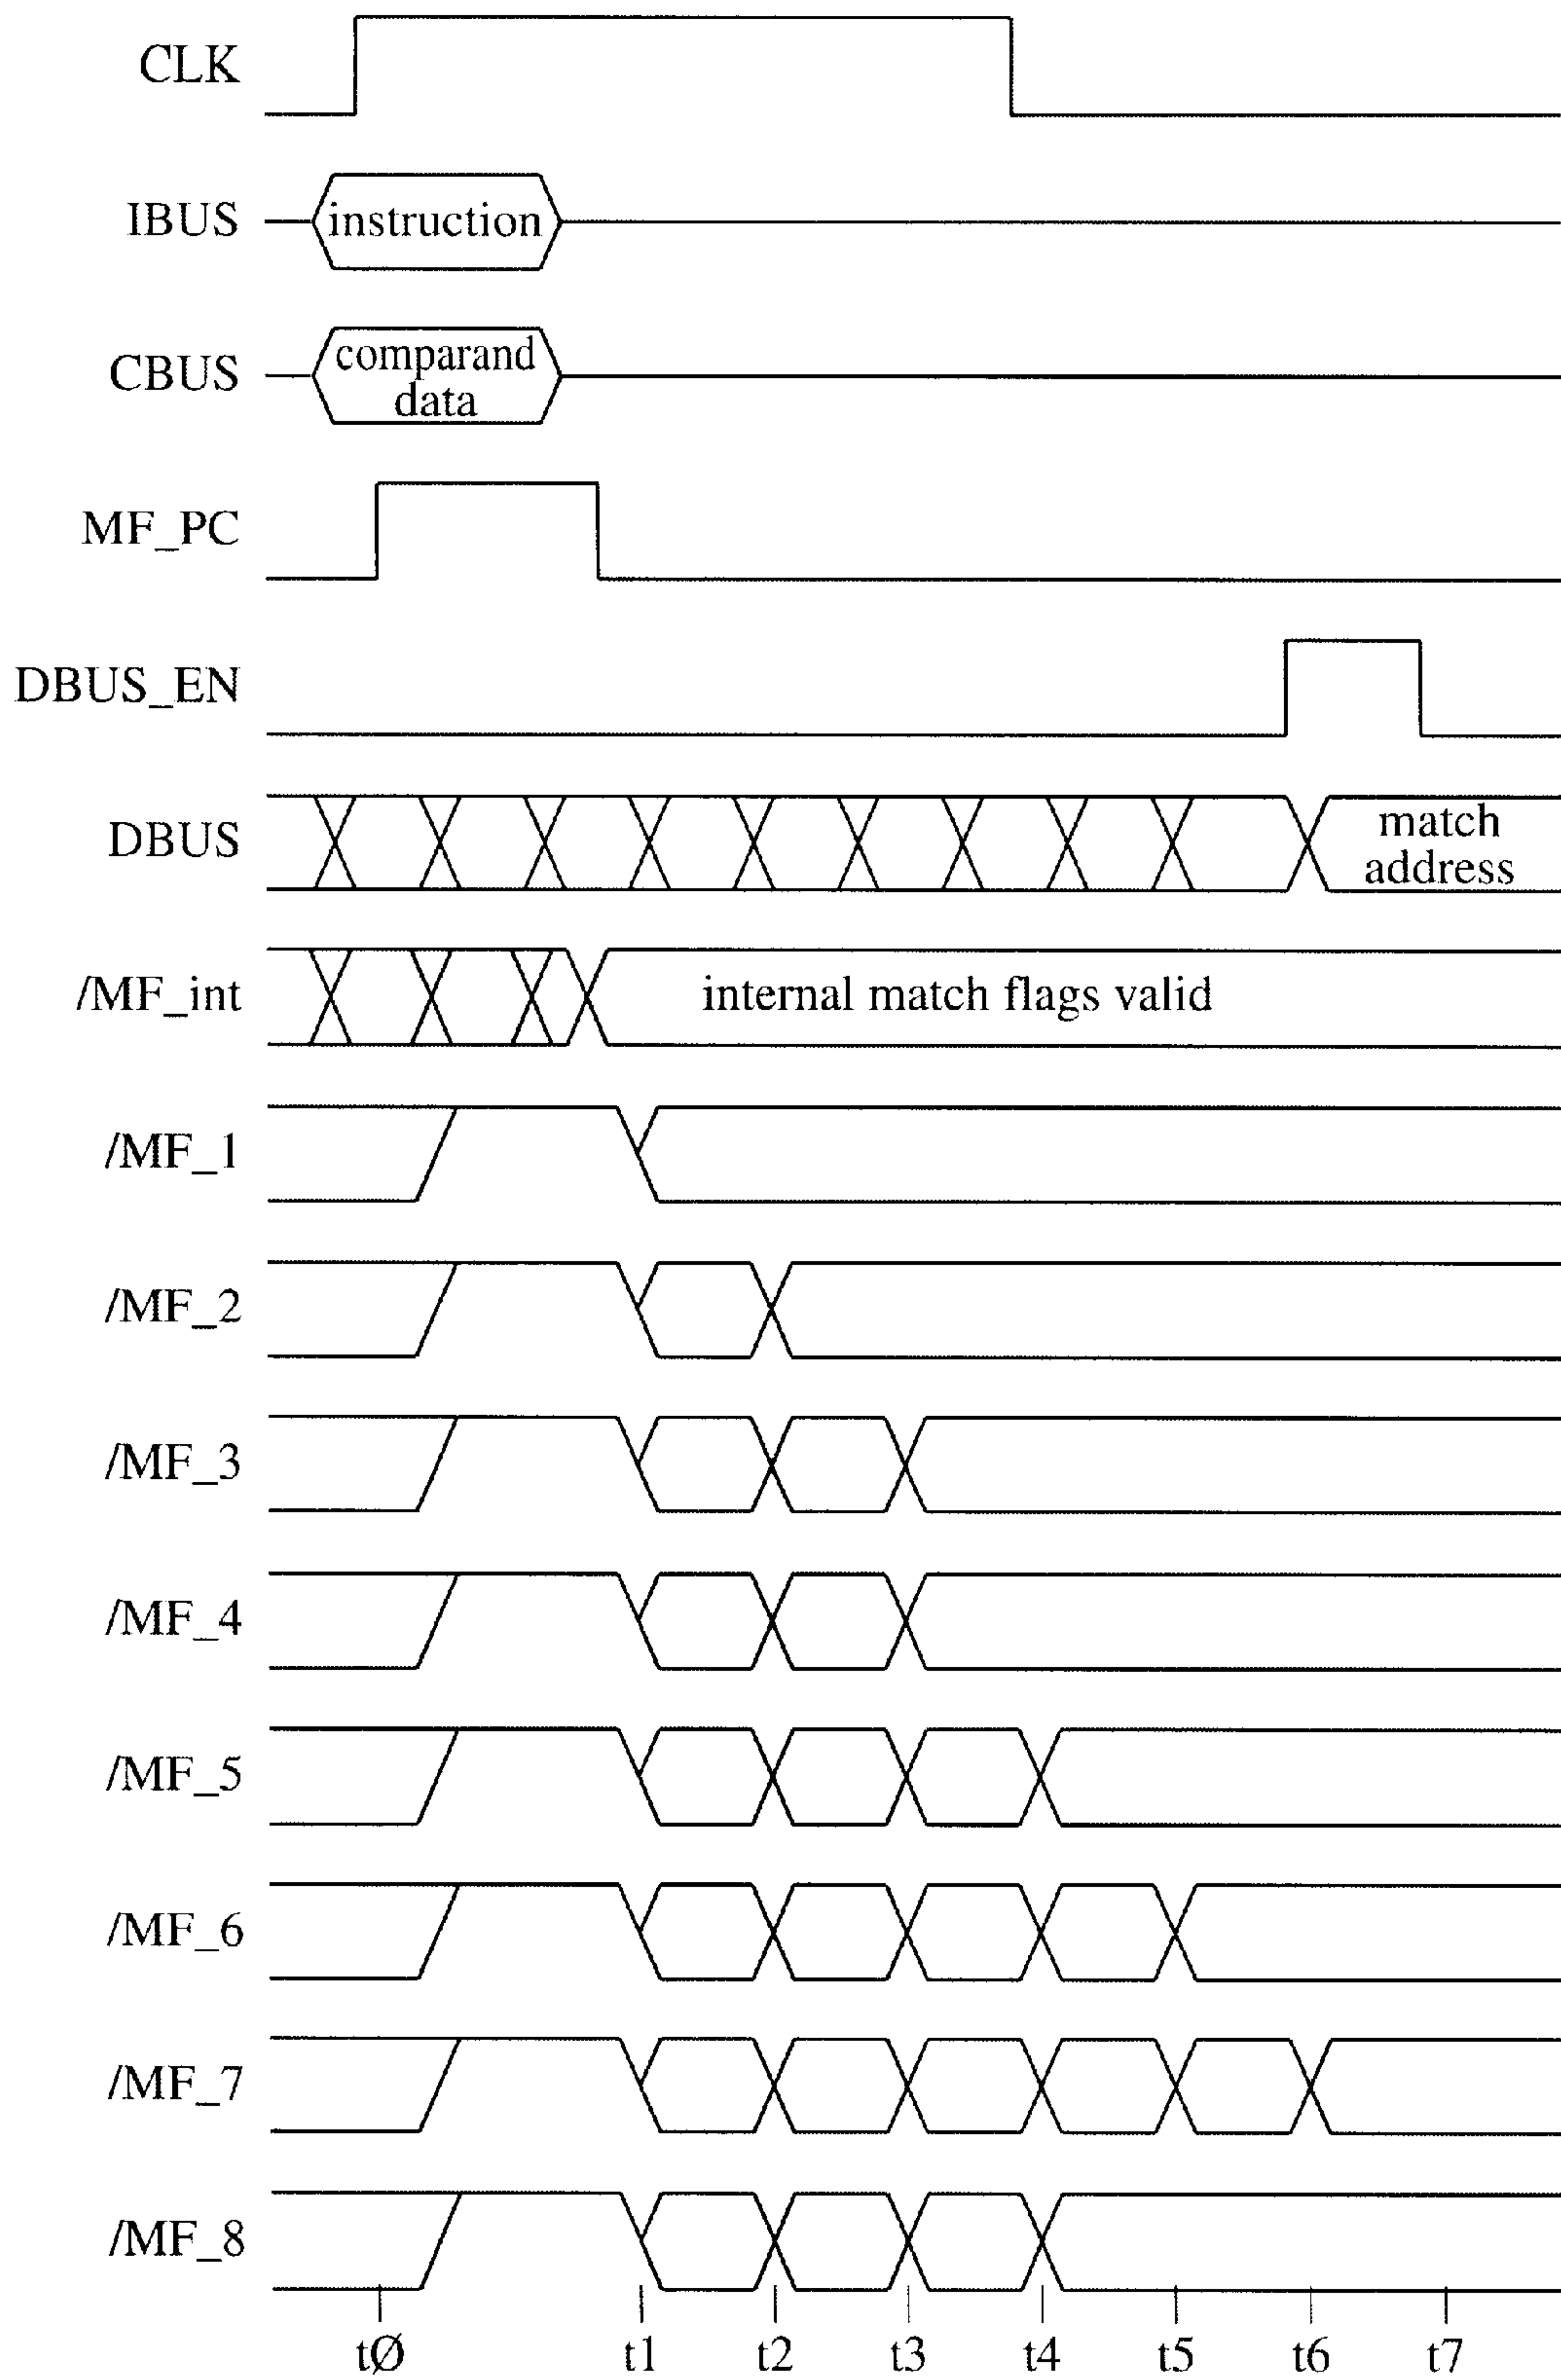 CLK
IBUS
instruction
CBUS
comparand
data
MF_PC
DBUS_EN
DBUS
match
address
/MF_int
internal match flags valid
/MF_1
/MF_2
/MF_3
/MF_4
/MF_5
/MF_6
/MF_7
/MF_8
tØ t1 t2 t3 t4 t5 t6 t7